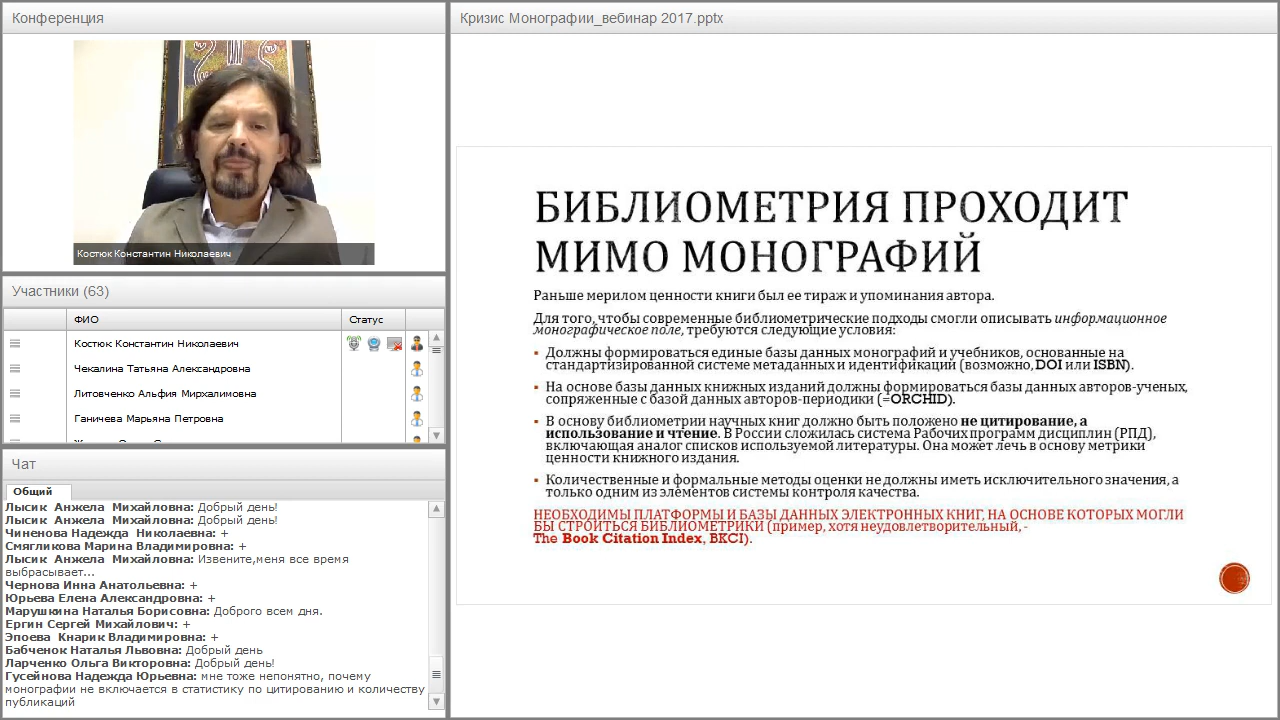 Конференция
Костюк Константин Николаевич
Участники (63)
ФИО
Статус
Костюк Константин Николаевич
Чекалина Татьяна Александровна
Литовченко Альфия Мирхалимовна
Ганичева Марьяна Петровна
Чат
Общий
Лысик Анжела Михайловна: Добрый день!
Лысик Анжела Михайловна: Добрый день!
Чиненова Надежда Николаевна: +
Смягликова Марина Владимировна: +
Лысик Анжела Михайловна: Извените,меня все время
выбрасывает...
Чернова Инна Анатольевна: +
Юрьева Елена Александровна: +
Марушкина Наталья Борисовна: Доброго всем дня.
Ергин Сергей Михайлович: +
Эпоева Кнарик Владимировна: +
Бабченок Наталья Львовна: Добрый день
Ларченко Ольга Викторовна: Добрый день!
Гусейнова Надежда Юрьевна: мне тоже непонятно, почему
монографии не включается в статистику по цитированию и количеству
публикаций
Кризис Монографии_вебинар 2017.pptx
БИБЛИОМЕТРИЯ ПРОХОДИТ
МИМО МОНОГРАФИЙ
Раньше мерилом ценности книги был ее тираж и упоминания автора.
Для того, чтобы современные библиометрические подходы смогли описывать информационное
монографическое поле, требуются следующие условия:
▪ Должны формироваться единые базы данных монографий и учебников, основанные на
стандартизированной системе метаданных и идентификации (возможно, DOI или ISBN).
▪ На основе базы данных книжных изданий должны формироваться базы данных авторов-ученых,
сопряженные с базой данных авторов-периодики (=ORCHID).
▪ В основу библиометрии научных книг должно быть положено не цитирование, а
использование и чтение. В России сложилась система Рабочих программ дисциплин (РПД),
включающая аналог списков используемой литературы. Она может лечь в основу метрики
ценности книжного издания.
▪ Количественные и формальные методы оценки не должны иметь исключительного значения, а
только одним из элементов системы контроля качества.
НЕОБХОДИМЫ ПЛАТФОРМЫ И БАЗЫ ДАННЫХ ЭЛЕКТРОННЫХ КНИГ, НА ОСНОВЕ КОТОРЫХ МОГЛИ
БЫ СТРОИТЬСЯ БИБЛИОМЕТРИКИ (пример, хотя неудовлетворительный, -
The Book Citation Index, BKCI).